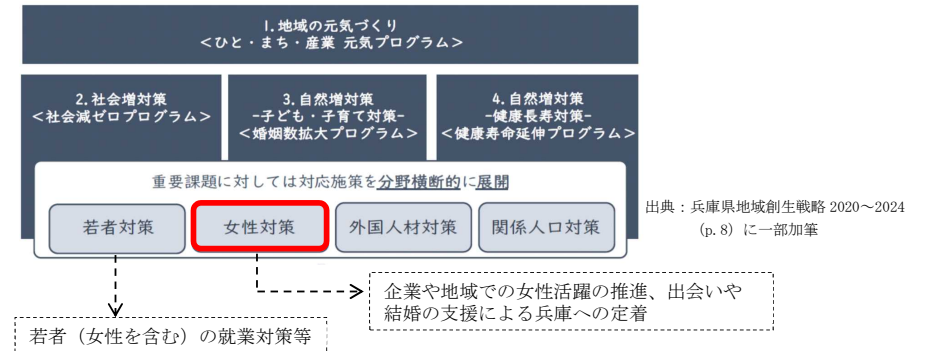 1.地域の元気づくり
<ひと・まち・産業 元気プログラム>
2.社会増対策
<社会減ゼロプログラム>
3.自然増対策
-子ども・子育て対策-
<婚姻数拡大プログラム>
4.自然増対策
-健康長寿対策-
<健康寿命延伸プログラム>
重要課題に対しては対応施策を分野横断的に展開
若者対策
女性対策
外国人材対策
関係人口対策
出典：兵庫県地域創生戦略 2020～2024
(p.8) に一部加筆
企業や地域での女性活躍の推進、出会いや
結婚の支援による兵庫への定着
若者（女性を含む）の就業対策等